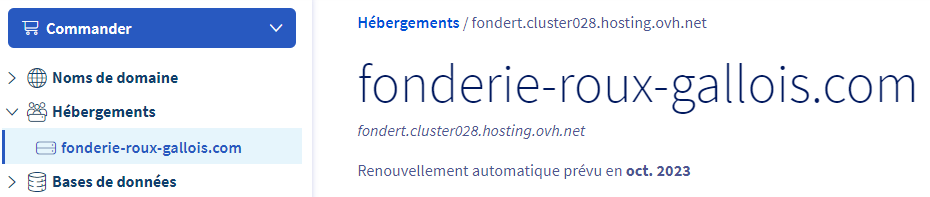 Commander
Noms de domaine
Hébergements
fonderie-roux-gallois.com
Bases de données
Hébergements / fondert.cluster028.hosting.ovh.net
fonderie-roux-gallois.com
fondert.cluster028.hosting.ovh.net
Renouvellement automatique prévu en oct. 2023